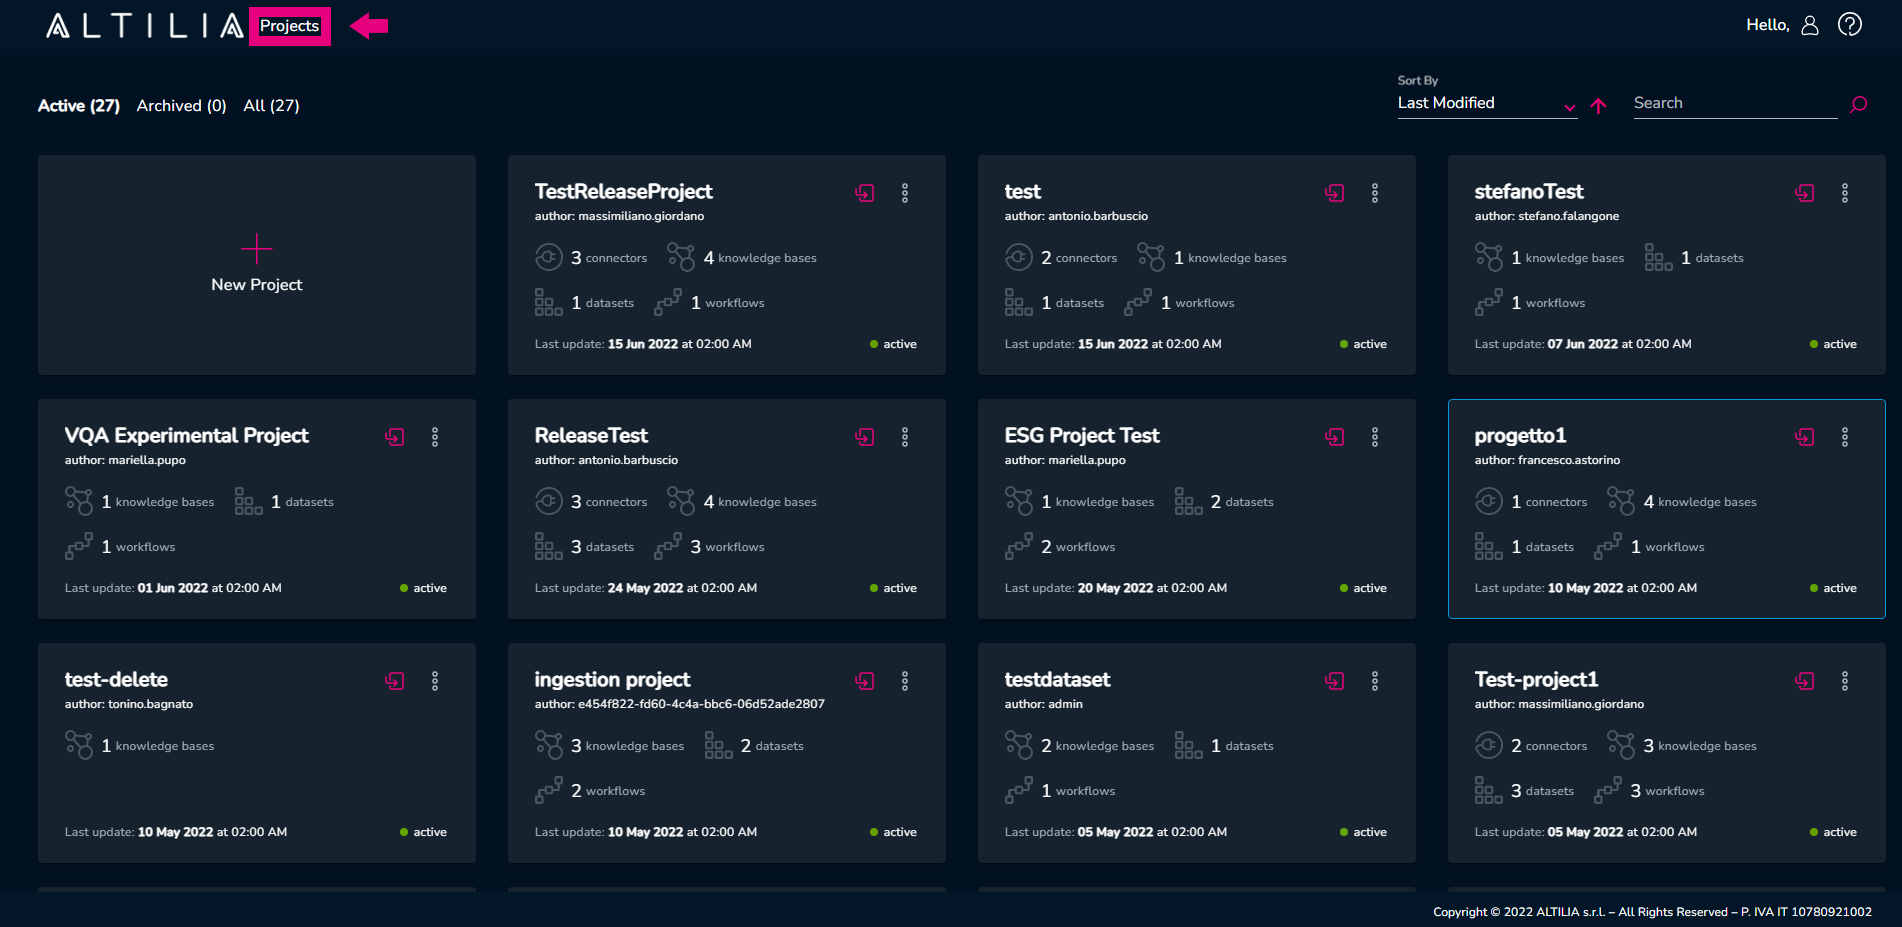 ALTILIA Projects
Hello,
Active (27) Archived (0) All (27)
Sort By
Last Modified
Search
New Project
TestReleaseProject
author: massimiliano.giordano
3 connectors 4 knowledge bases
1 datasets 1 workflows
Last update: 15 Jun 2022 at 02:00 AM active
test
author: antonio.barbuscio
2 connectors 1 knowledge bases
1 datasets 1 workflows
Last update: 15 Jun 2022 at 02:00 AM active
stefanoTest
author: stefano.falangone
1 knowledge bases 1 datasets
1 workflows
Last update: 07 Jun 2022 at 02:00 AM active
VQA Experimental Project
author: mariella.pupo
1 knowledge bases 1 datasets
1 workflows
Last update: 01 Jun 2022 at 02:00 AM active
ReleaseTest
author: antonio.barbuscio
3 connectors 4 knowledge bases
3 datasets 3 workflows
Last update: 24 May 2022 at 02:00 AM active
ESG Project Test
author: mariella.pupo
1 knowledge bases 2 datasets
2 workflows
Last update: 20 May 2022 at 02:00 AM active
progetto1
author: francesco.astorino
1 connectors 4 knowledge bases
1 datasets 1 workflows
Last update: 10 May 2022 at 02:00 AM active
test-delete
author: tonino.bagnato
1 knowledge bases
Last update: 10 May 2022 at 02:00 AM active
ingestion project
author: e454f822-fd60-4c4a-bbc6-06d52ade2807
3 knowledge bases 2 datasets
2 workflows
Last update: 10 May 2022 at 02:00 AM active
testdataset
author: admin
2 knowledge bases 1 datasets
1 workflows
Last update: 05 May 2022 at 02:00 AM active
Test-project1
author: massimiliano.giordano
2 connectors 3 knowledge bases
3 datasets 3 workflows
Last update: 05 May 2022 at 02:00 AM active
Copyright © 2022 ALTILIA s.r.l. – All Rights Reserved – P. IVA IT 10780921002